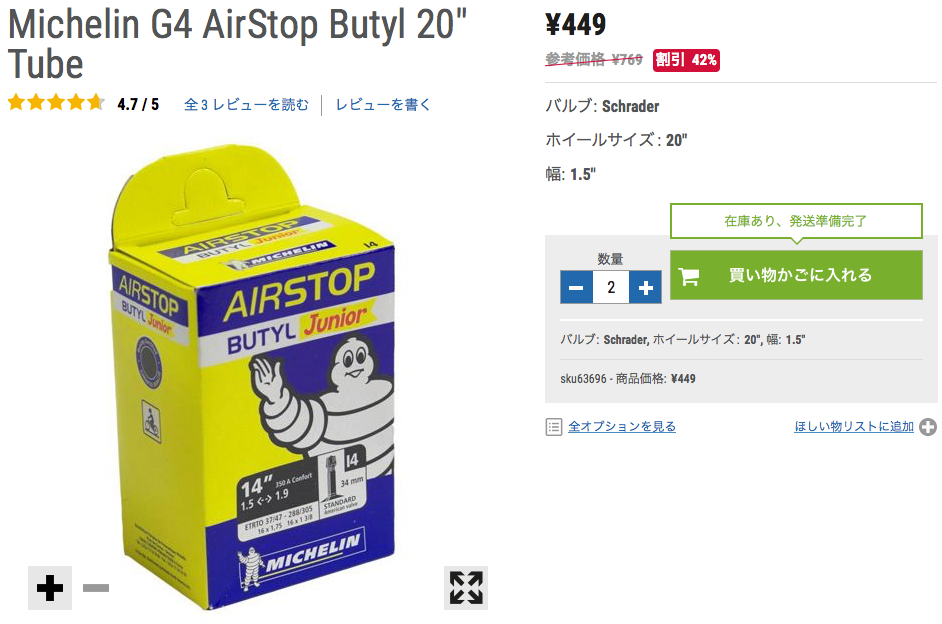 Michelin G4 AirStop Butyl 20"
Tube
4.7 / 5
全 3 レビューを読む
レビューを書く
AIRSTOP
BUTYL Junior
MICHELIN
I4
AIRSTOP
BUTYL Junior
AIRSTOP
BUTYL Junior
14" 350 A Confort
1.5 <-> 1.9
I4
34 mm
STANDARD
American valve
ETRTO 37/47 - 288/305
16 x 1.75 16 x 1 3/8
MICHELIN
¥449
参考価格 ¥769
割引 42%
バルブ: Schrader
ホイールサイズ: 20"
幅: 1.5"
在庫あり、発送準備完了
数量
2
買い物かごに入れる
バルブ: Schrader, ホイールサイズ: 20", 幅: 1.5"
sku63696 - 商品価格: ¥449
全オプションを見る
ほしい物リストに追加